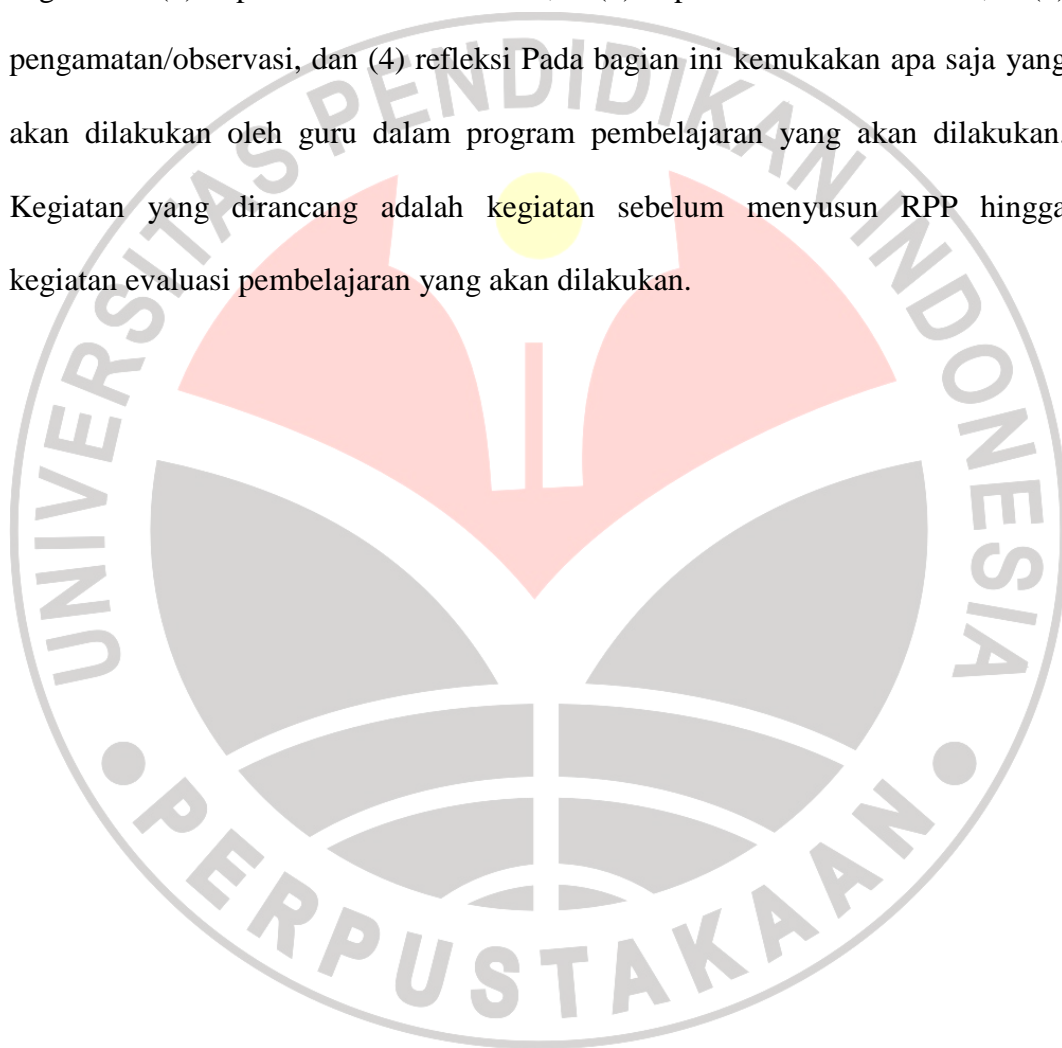 pengamatan/observasi, dan (4) refleksi Pada bagian ini kemukakan apa saja yang
akan dilakukan oleh guru dalam program pembelajaran yang akan dilakukan.
Kegiatan yang dirancang adalah kegiatan sebelum menyusun RPP hingga
kegiatan evaluasi pembelajaran yang akan dilakukan.
UNIVERSITAS PENDIDIKAN INDONESIA
PERPUSTAKAAN